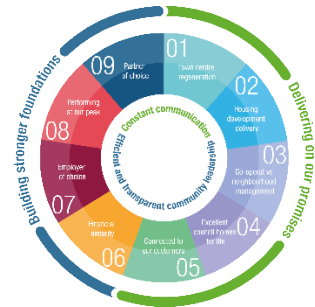 Building stronger foundations
Delivering on our promises
Constant communication
Efficient and transparent community leadership
01
Town centre
regeneration
02
Housing
development
delivery
03
Co-operative
neighbourhood
management
04
Excellent
council homes
for life
05
Connected to
our customers
06
Financial
security
07
Employer
of choice
08
Performing
at our peak
09
Partner
of choice